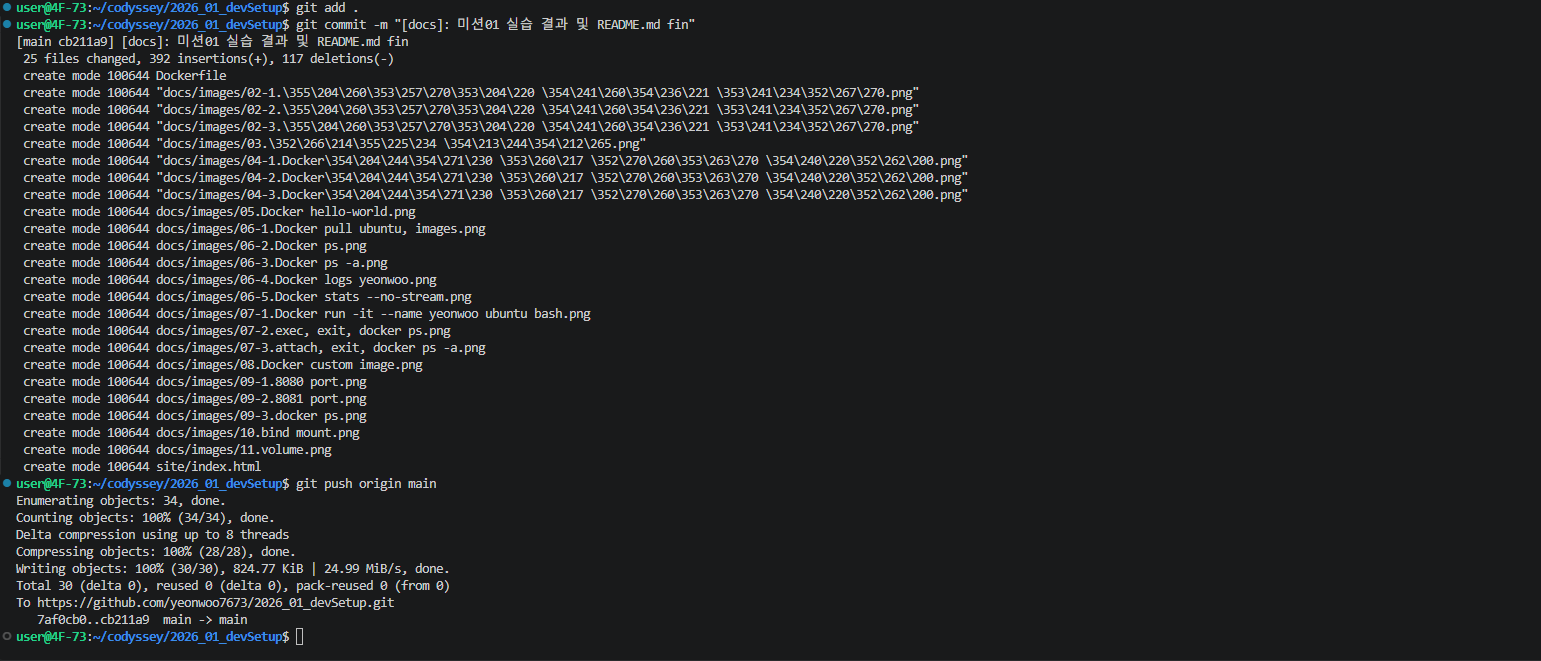 user@4F-73:~/codyssey/2026_01_devSetup$ git add .
user@4F-73:~/codyssey/2026_01_devSetup$ git commit -m "[docs]: 미션01 실습 결과 및 README.md fin"
[main cb211a9] [docs]: 미션01 실습 결과 및 README.md fin
 25 files changed, 392 insertions(+), 117 deletions(-)
 create mode 100644 Dockerfile
 create mode 100644 "docs/images/02-1.\355\204\260\353\257\270\353\204\220 \354\241\260\354\236\221 \353\241\234\352\267\270.png"
 create mode 100644 "docs/images/02-2.\355\204\260\353\257\270\353\204\220 \354\241\260\354\236\221 \353\241\234\352\267\270.png"
 create mode 100644 "docs/images/02-3.\355\204\260\353\257\270\353\204\220 \354\241\260\354\236\221 \353\241\234\352\267\270.png"
 create mode 100644 "docs/images/03.\352\266\214\355\225\234 \354\213\244\354\212\265.png"
 create mode 100644 "docs/images/04-1.Docker\354\204\244\354\271\230 \353\260\217 \352\270\260\353\263\270 \354\240\220\352\262\200.png"
 create mode 100644 "docs/images/04-2.Docker\354\204\244\354\271\230 \353\260\217 \352\270\260\353\263\270 \354\240\220\352\262\200.png"
 create mode 100644 "docs/images/04-3.Docker\354\204\244\354\271\230 \353\260\217 \352\270\260\353\263\270 \354\240\220\352\262\200.png"
 create mode 100644 docs/images/05.Docker hello-world.png
 create mode 100644 docs/images/06-1.Docker pull ubuntu, images.png
 create mode 100644 docs/images/06-2.Docker ps.png
 create mode 100644 docs/images/06-3.Docker ps -a.png
 create mode 100644 docs/images/06-4.Docker logs yeonwoo.png
 create mode 100644 docs/images/06-5.Docker stats --no-stream.png
 create mode 100644 docs/images/07-1.Docker run -it --name yeonwoo ubuntu bash.png
 create mode 100644 docs/images/07-2.exec, exit, docker ps.png
 create mode 100644 docs/images/07-3.attach, exit, docker ps -a.png
 create mode 100644 docs/images/08.Docker custom image.png
 create mode 100644 docs/images/09-1.8080 port.png
 create mode 100644 docs/images/09-2.8081 port.png
 create mode 100644 docs/images/09-3.docker ps.png
 create mode 100644 docs/images/10.bind mount.png
 create mode 100644 docs/images/11.volume.png
 create mode 100644 site/index.html
user@4F-73:~/codyssey/2026_01_devSetup$ git push origin main
Enumerating objects: 34, done.
Counting objects: 100% (34/34), done.
Delta compression using up to 8 threads
Compressing objects: 100% (28/28), done.
Writing objects: 100% (30/30), 824.77 KiB | 24.99 MiB/s, done.
Total 30 (delta 0), reused 0 (delta 0), pack-reused 0 (from 0)
To https://github.com/yeonwoo7673/2026_01_devSetup.git
   7af0cb0..cb211a9  main -> main
user@4F-73:~/codyssey/2026_01_devSetup$